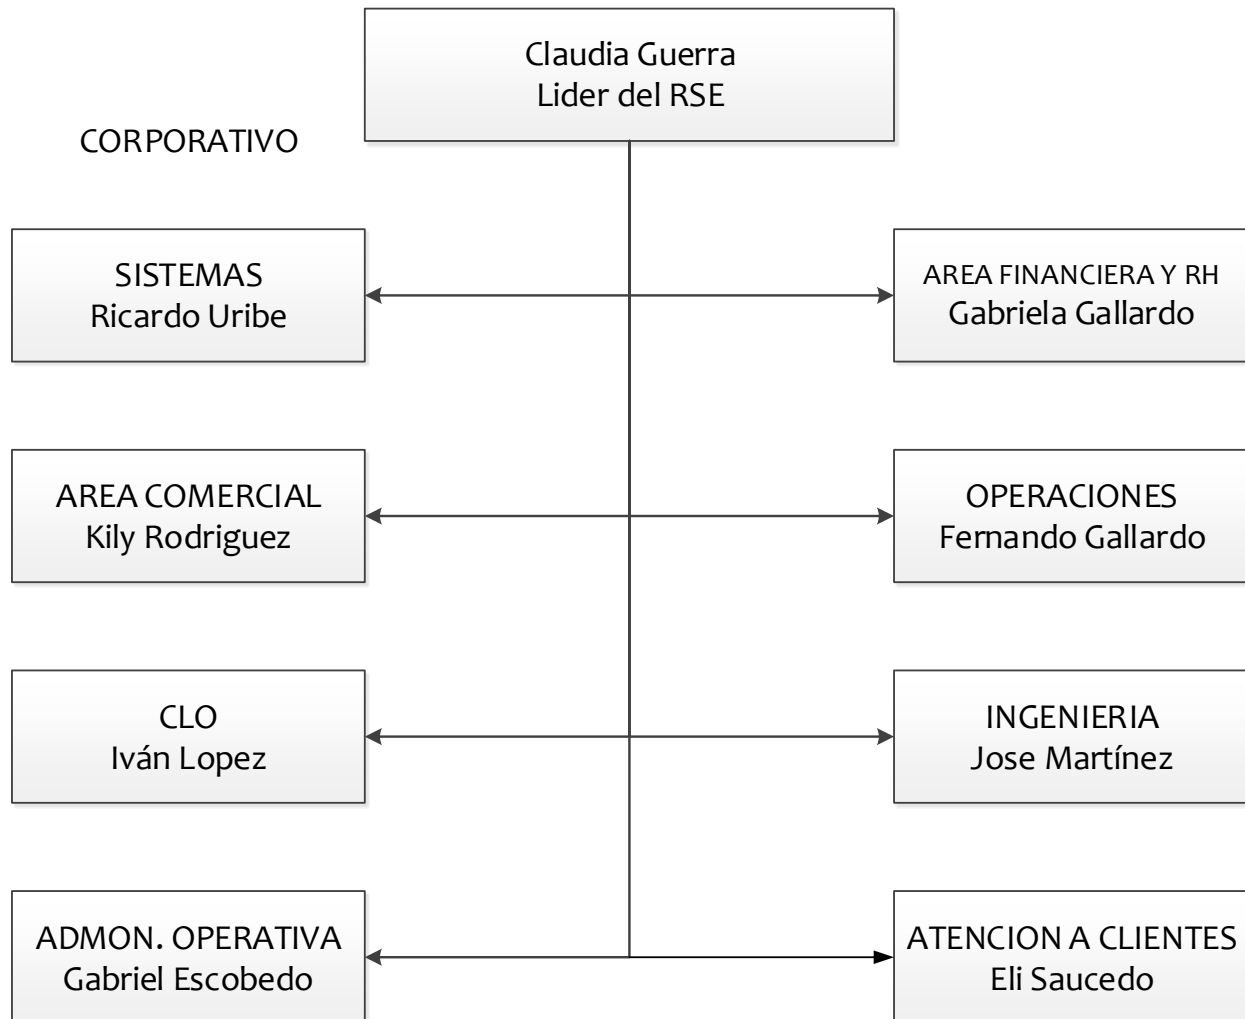 Claudia Guerra
Lider del RSE
CORPORATIVO
SISTEMAS
Ricardo Uribe
AREA FINANCIERA Y RH
Gabriela Gallardo
AREA COMERCIAL
Kily Rodriguez
OPERACIONES
Fernando Gallardo
CLO
Iván Lopez
INGENIERIA
Jose Martínez
ADMON. OPERATIVA
Gabriel Escobedo
ATENCION A CLIENTES
Eli Saucedo